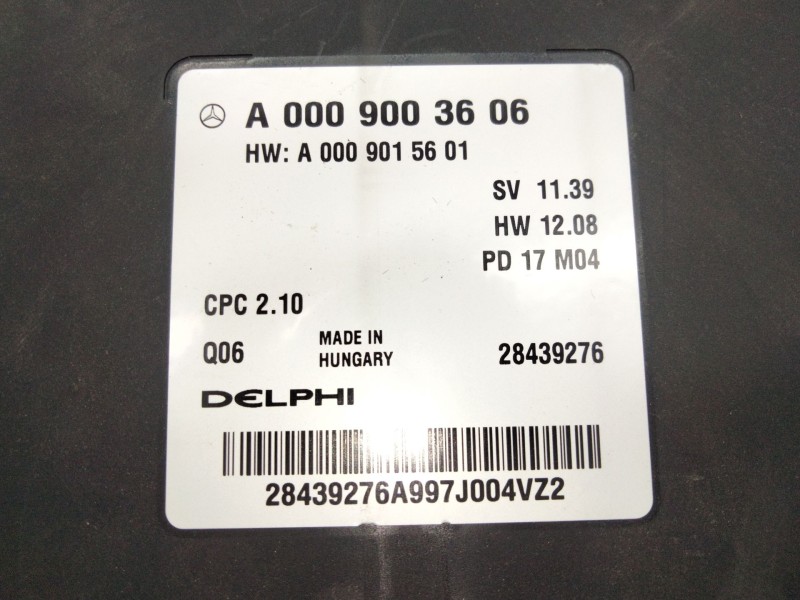 A 000 900 36 06
HW: A 000 901 56 01
SV 11.39
HW 12.08
PD 17 M04
CPC 2.10
Q06 MADE IN HUNGARY 28439276
DELPHI
28439276A997J004VZ2